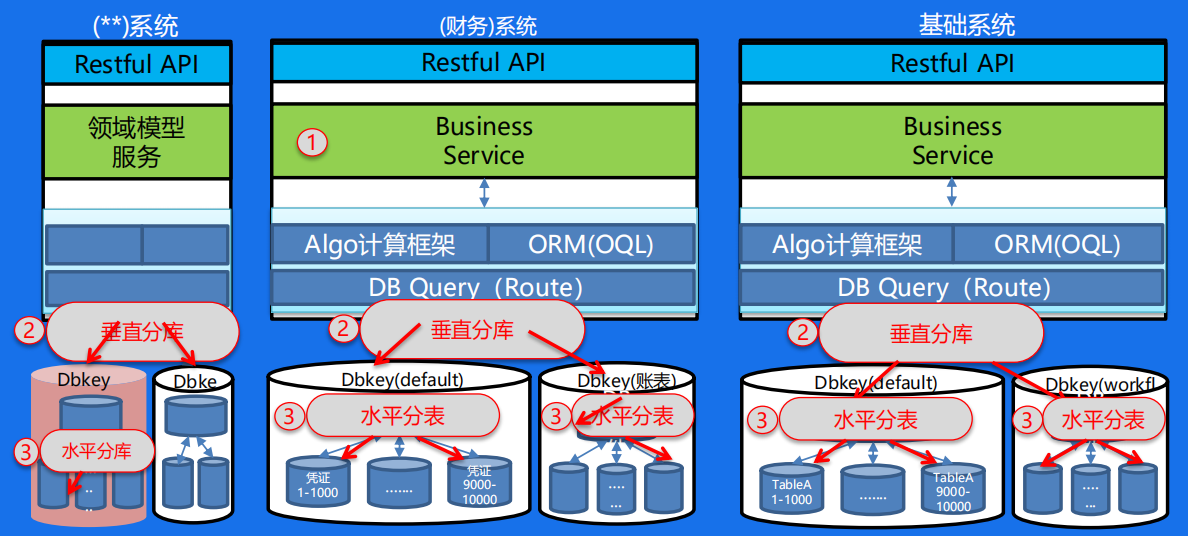 (**)系统
(财务)系统
基础系统
Restful API
Restful API
Restful API
领域模型
服务
1
Business
Service
Business
Service
Algo计算框架
ORM(OQL)
Algo计算框架
ORM(OQL)
DB Query（Route）
DB Query（Route）
2
垂直分库
2
垂直分库
2
垂直分库
Dbkey
Dbke
Dbkey(default)
Dbkey(账表)
Dbkey(default)
Dbkey(workfl
3
水平分库
3
水平分表
3
水平分表
3
水平分表
3
水平分表
..
..
凭证
1-1000
.......
凭证
9000-
10000
....
...
TableA
1-1000
.......
TableA
9000-
10000
....
...